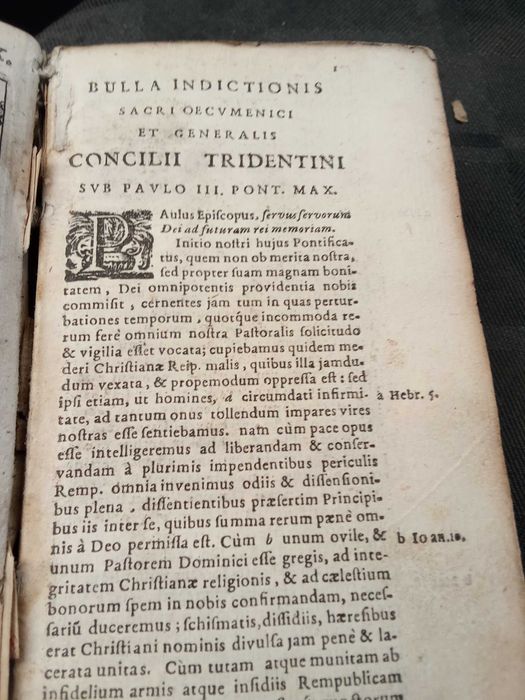 1
BULLA INDICTIONIS
SACRI OECVMENICI
ET GENERALIS
CONCILII TRIDENTINI
SVB PAVLO III. PONT. MAX.
PAulus Episcopus, servus servorum
Dei ad futuram rei memoriam.
Initio nostri hujus Pontifica-
tus, quem non ob merita nostra,
sed propter suam magnam boni-
tatem, Dei omnipotentis providentia nobis
commisit, cernentes jam tum in quas pertur-
bationes temporum, quotque incommoda re-
rum ferè omnium nostra Pastoralis solicitudo
& vigilia esset vocata; cupiebamus quidem me-
deri Christianæ Reip. malis, quibus illa jamdu-
dum vexata, & propemodum oppressa est: sed
ipsi etiam, ut homines, a circumdati infirmi- a Hebr. 5.
tate, ad tantum onus tollendum impares vires
nostras esse sentiebamus. nam cùm pace opus
esse intelligeremus ad liberandam & conser-
vandam à plurimis impendentibus periculis
Remp. omnia invenimus odiis & dissensioni-
bus plena, dissentientibus præsertim Principi-
bus iis inter se, quibus summa rerum pænè om-
nis à Deo permissa est. Cùm b unum ovile, & b Ioan. 10.
unum Pastorem Dominici esse gregis, ad inte-
gritatem Christianæ religionis, & ad cælestium
bonorum spem in nobis confirmandam, neces-
sariū duceremus; schismatis, dissidiis, hæresibus
erat Christiani nominis divulsa jam penè & la-
cerata unitas. Cùm tutam atque munitam ab
infidelium armis atque insidiis Rempublicam